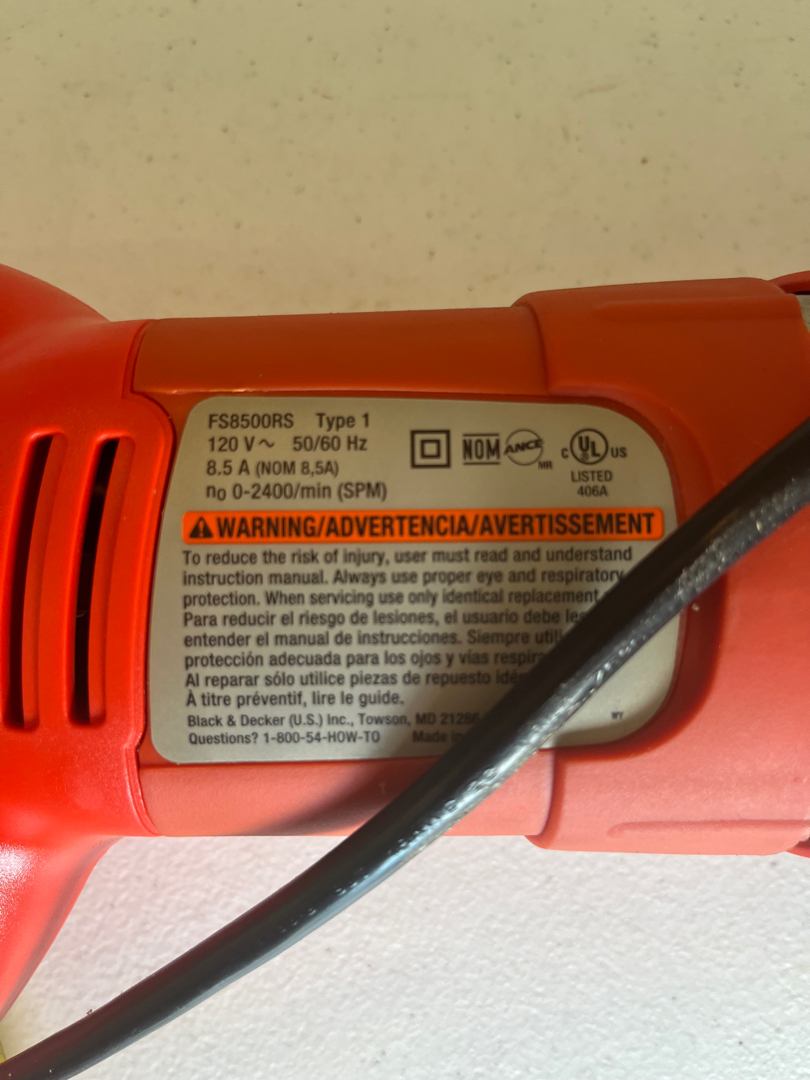 FS8500RS Type 1
120 V ~ 50/60 Hz
8.5 A (NOM 8,5A)
no 0-2400/min (SPM)
NOM ANCE MR
C UL US
LISTED
406A
WARNING/ADVERTENCIA/AVERTISSEMENT
To reduce the risk of injury, user must read and understand
instruction manual. Always use proper eye and respiratory
protection. When servicing use only identical replacement
Para reducir el riesgo de lesiones, el usuario debe
entender el manual de instrucciones. Siempre
protección adecuada para los ojos y vías
Al reparar sólo utilice piezas de repuesto
À titre préventif, lire le guide.
Black & Decker (U.S.) Inc., Towson, MD 21286
WY
Questions? 1-800-54-HOW-TO Made in